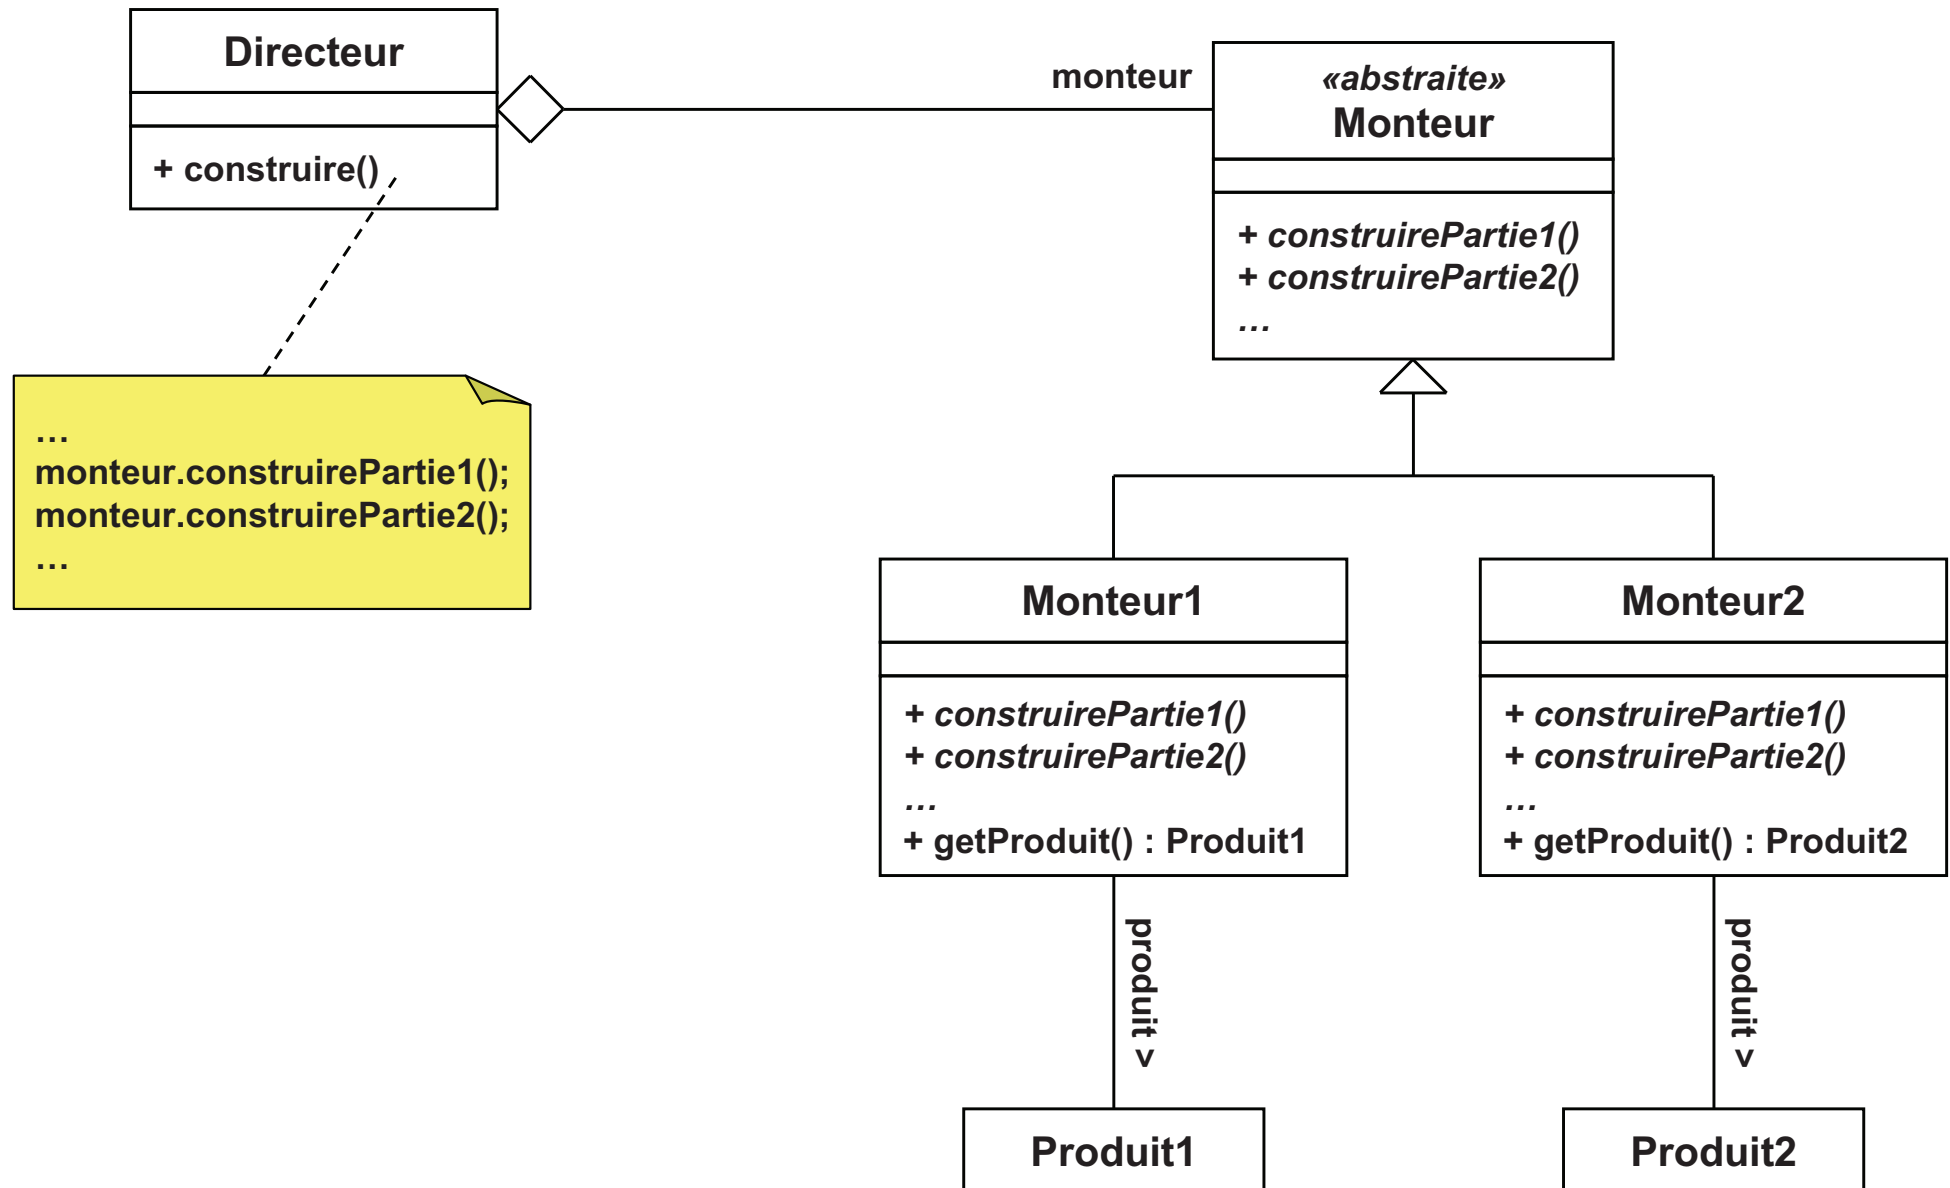 Directeur
+ construire()
monteur
«abstraite»
Monteur
+ construirePartie1()
+ construirePartie2()
…
…
monteur.construirePartie1();
monteur.construirePartie2();
…
Monteur1
+ construirePartie1()
+ construirePartie2()
…
+ getProduit() : Produit1
Monteur2
+ construirePartie1()
+ construirePartie2()
…
+ getProduit() : Produit2
produit >
produit >
Produit1
Produit2